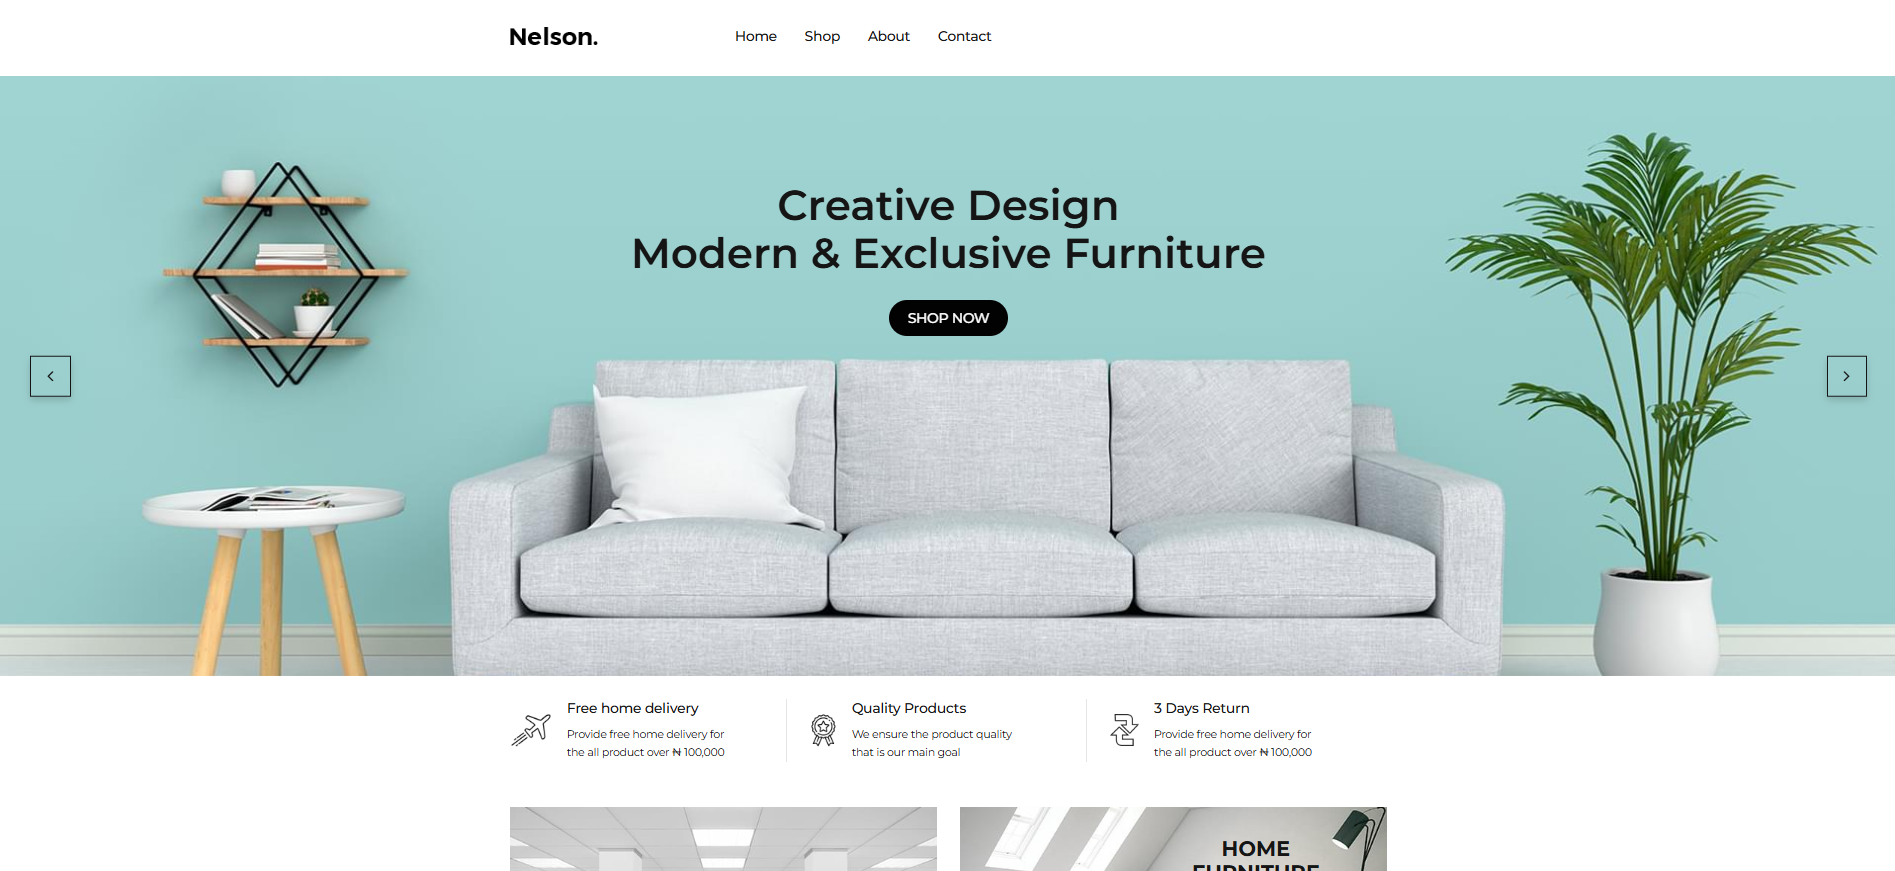 Nelson.
Home Shop About Contact
Creative Design
Modern & Exclusive Furniture
SHOP NOW
Free home delivery
Provide free home delivery for
the all product over ₦ 100,000
Quality Products
We ensure the product quality
that is our main goal
3 Days Return
Provide free home delivery for
the all product over ₦ 100,000
HOME
FURNITURE